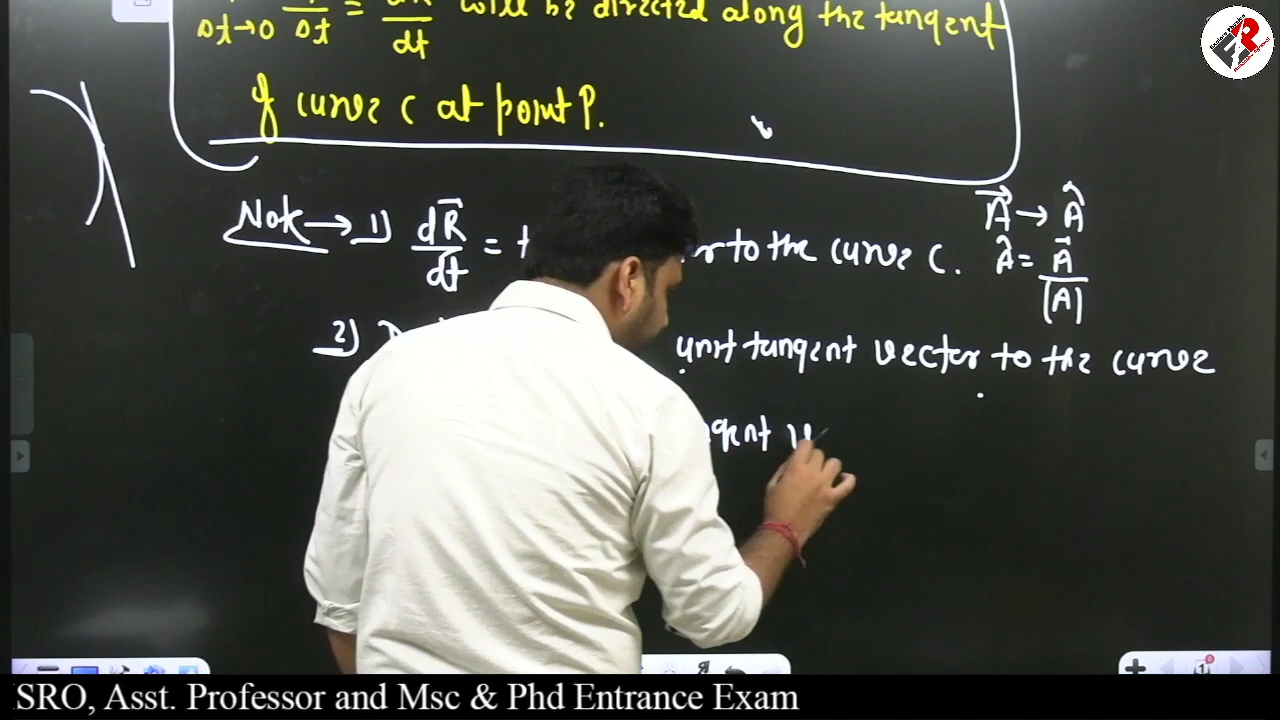 Δt→0 Δt = dt will be directed along the tangent
of curve C at point P.
Note → 1) dR⃗/dt = to the curve C.
A⃗ → Â
Â = A⃗/|A|
2) unit tangent vector to the curve
SRO, Asst. Professor and Msc & Phd Entrance Exam